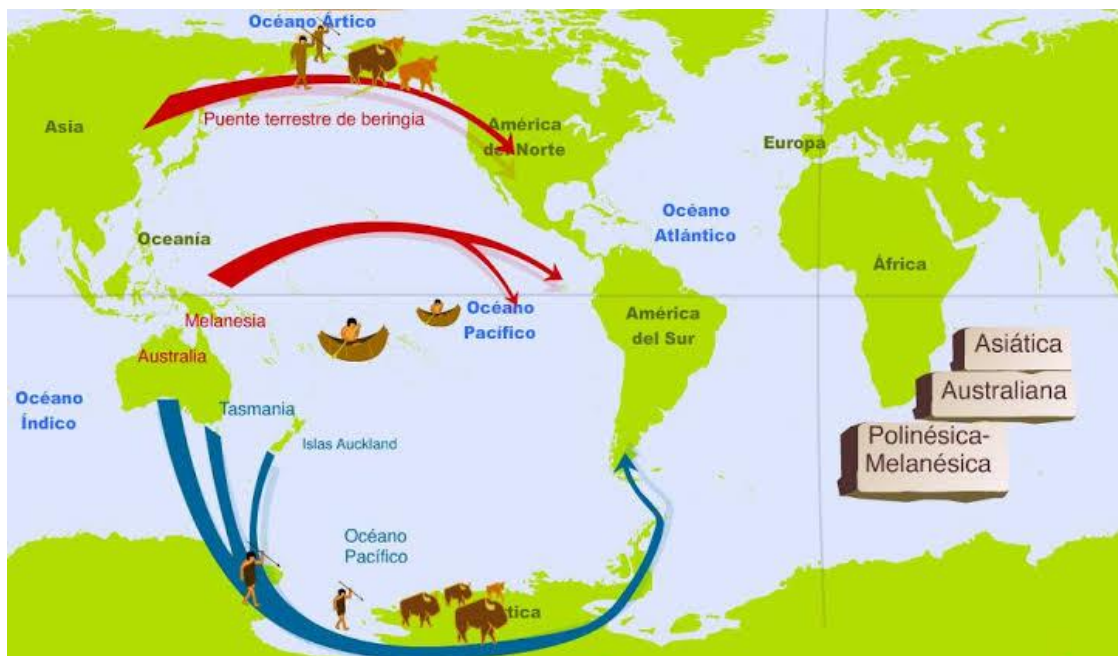 Océano Ártico
Asia
Puente terrestre de beringia
América
del Norte
Europa
Oceanía
Océano
Atlántico
África
Melanesia
Océano
Pacífico
América
del Sur
Australia
Océano
Índico
Tasmania
Islas Auckland
Océano
Pacífico
tica
Asiática
Australiana
Polinésica-
Melanésica